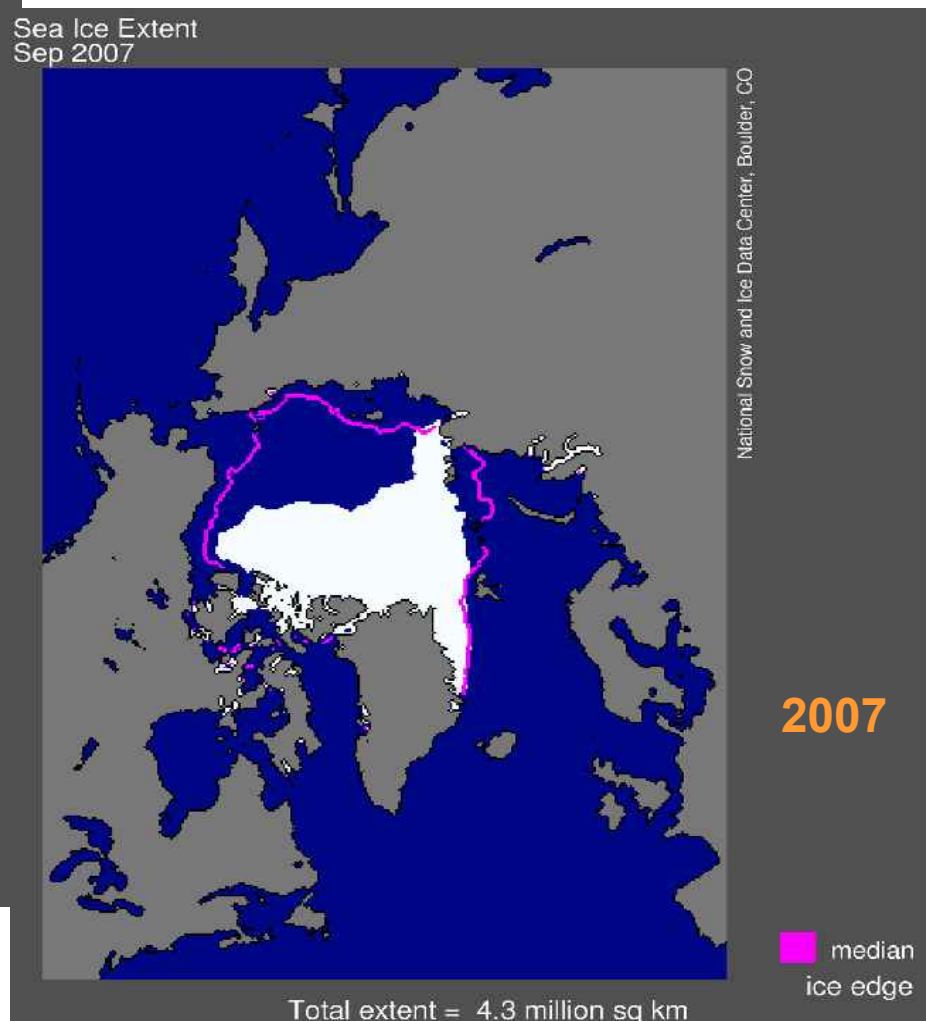 Sea Ice Extent
Sep 2007
National Snow and Ice Data Center, Boulder, CO
2007
median
ice edge
Total extent = 4.3 million sq km